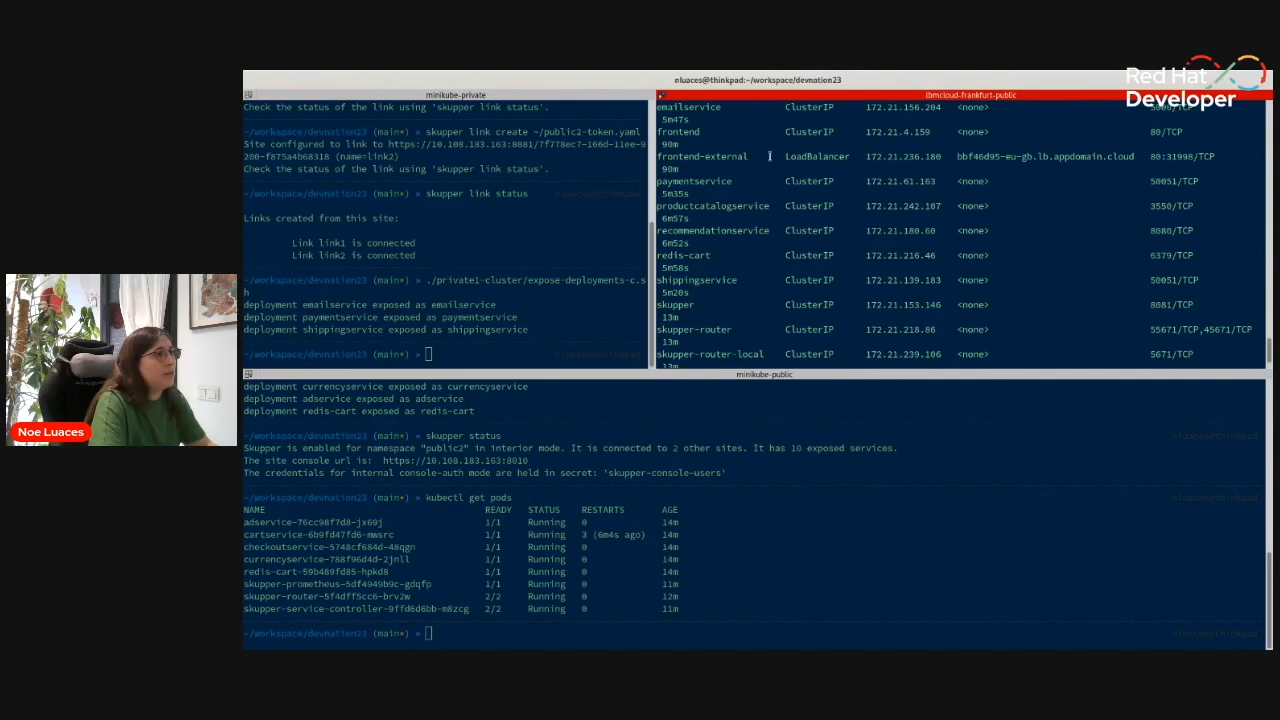 Red Hat
Developer
nluaces@thinkpad:~/workspace/devnation23
minikube-private
Check the status of the link using 'skupper link status'.
~/workspace/devnation23 (main*) » skupper link create ~/public2-token.yaml
Site configured to link to https://10.108.183.163:8081/7f778ec7-166d-11ee-9
200-f875a4b68318 (name=link2)
Check the status of the link using 'skupper link status'.
~/workspace/devnation23 (main*) » skupper link status
nluaces@thinkpad
Links created from this site:
Link link1 is connected
Link link2 is connected
~/workspace/devnation23 (main*) » ./private1-cluster/expose-deployments-c.s
h
deployment emailservice exposed as emailservice
deployment paymentservice exposed as paymentservice
deployment shippingservice exposed as shippingservice
~/workspace/devnation23 (main*) »
nluaces@thinkpad
ibmcloud-frankfurt-public
emailservice ClusterIP 172.21.156.204 <none> 5000/TCP
5m47s
frontend ClusterIP 172.21.4.159 <none> 80/TCP
90m
frontend-external LoadBalancer 172.21.236.180 bbf46d95-eu-gb.lb.appdomain.cloud 80:31998/TCP
90m
paymentservice ClusterIP 172.21.61.163 <none> 50051/TCP
5m35s
productcatalogservice ClusterIP 172.21.242.107 <none> 3550/TCP
6m57s
recommendationservice ClusterIP 172.21.180.60 <none> 8080/TCP
6m52s
redis-cart ClusterIP 172.21.216.46 <none> 6379/TCP
5m58s
shippingservice ClusterIP 172.21.139.183 <none> 50051/TCP
5m20s
skupper ClusterIP 172.21.153.146 <none> 8081/TCP
13m
skupper-router ClusterIP 172.21.218.86 <none> 55671/TCP,45671/TCP
13m
skupper-router-local ClusterIP 172.21.239.106 <none> 5671/TCP
13m
minikube-public
deployment currencyservice exposed as currencyservice
deployment adservice exposed as adservice
deployment redis-cart exposed as redis-cart
~/workspace/devnation23 (main*) » skupper status
nluaces@thinkpad
Skupper is enabled for namespace "public2" in interior mode. It is connected to 2 other sites. It has 10 exposed services.
The site console url is: https://10.108.183.163:8010
The credentials for internal console-auth mode are held in secret: 'skupper-console-users'
~/workspace/devnation23 (main*) » kubectl get pods
nluaces@thinkpad
NAME READY STATUS RESTARTS AGE
adservice-76cc98f7d8-jx69j 1/1 Running 0 14m
cartservice-6b9fd47fd6-mwsrc 1/1 Running 3 (6m4s ago) 14m
checkoutservice-5748cf684d-48qgn 1/1 Running 0 14m
currencyservice-788f96d4d-2jnll 1/1 Running 0 14m
redis-cart-59b489fd85-hpkd8 1/1 Running 0 14m
skupper-prometheus-5df4949b9c-gdqfp 1/1 Running 0 11m
skupper-router-5f4dff5cc6-brv2w 2/2 Running 0 12m
skupper-service-controller-9ffd6d6bb-m8zcg 2/2 Running 0 11m
~/workspace/devnation23 (main*) »
nluaces@thinkpad
Noe Luaces